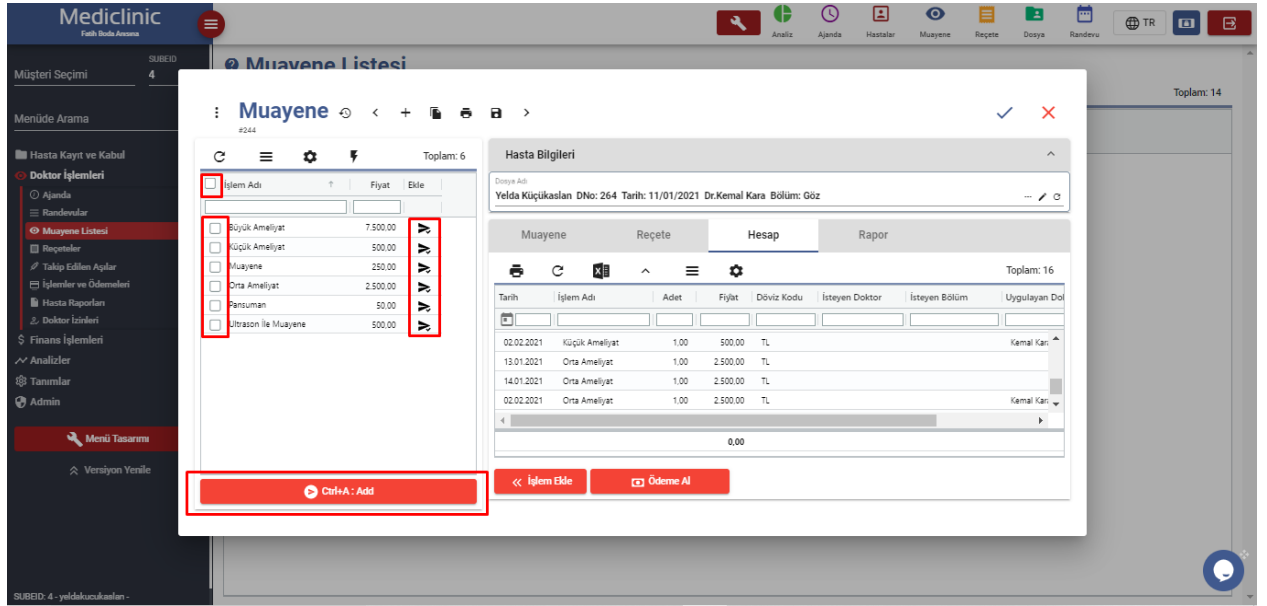 Mediclinic
Fatih Boda Arosna
Analiz
Ajanda
Hastalar
Muayene
Reçete
Dosya
Randevu
TR
SUBEID
Müşteri Seçimi
4
Menüde Arama
Hasta Kayıt ve Kabul
Doktor İşlemleri
Ajanda
Randevular
Muayene Listesi
Reçeteler
Takip Edilen Aşılar
İşlemler ve Ödemeleri
Hasta Raporları
Doktor İzinleri
Finans İşlemleri
Analizler
Tanımlar
Admin
Menü Tasarımı
Versiyon Yenile
SUBEID: 4 - yeldakucukaslan -
Muayene Listesi
Toplam: 14
Muayene
#244
Toplam: 6
İşlem Adı
Fiyat
Ekle
Büyük Ameliyat 7.500,00
Küçük Ameliyat 500,00
Muayene 250,00
Orta Ameliyat 2.500,00
Pansuman 50,00
Ultrason İle Muayene 500,00
Ctrl+A : Add
Hasta Bilgileri
Dosya Adı
Yelda Küçükaslan DNo: 264 Tarih: 11/01/2021 Dr.Kemal Kara Bölüm: Göz
Muayene
Reçete
Hesap
Rapor
Toplam: 16
Tarih İşlem Adı Adet Fiyat Döviz Kodu İsteyen Doktor İsteyen Bölüm Uygulayan Dol
02.02.2021 Küçük Ameliyat 1,00 500,00 TL Kemal Kara
13.01.2021 Orta Ameliyat 1,00 2.500,00 TL
14.01.2021 Orta Ameliyat 1,00 2.500,00 TL
02.02.2021 Orta Ameliyat 1,00 2.500,00 TL Kemal Kara
0,00
İşlem Ekle
Ödeme Al